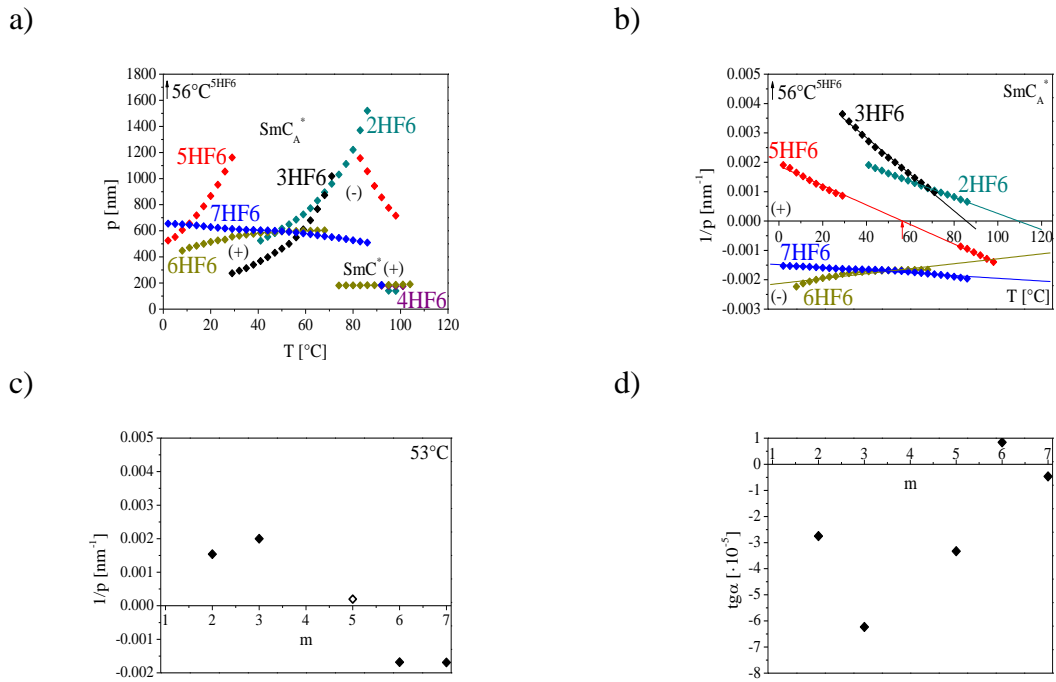 a)
1800
1600
1400
1200
1000
800
600
400
200
0
p [nm]
0 20 40 60 80 100 120
T [°C]
56°C 5HF6
SmCA*
2HF6
5HF6
3HF6
(-)
7HF6
(+)
6HF6
SmC*(+)
4HF6
b)
0.005
0.004
0.003
0.002
0.001
0.000
-0.001
-0.002
-0.003
1/p [nm-1]
56°C 5HF6
SmCA*
3HF6
5HF6
2HF6
(+)
0 20 40 60 80 100 120
7HF6
(-)
6HF6
T [°C]
c)
0.005
0.004
0.003
0.002
0.001
0.000
-0.001
-0.002
1/p [nm-1]
53°C
1 2 3 4 5 6 7
m
d)
1
0
-1
-2
-3
-4
-5
-6
-7
-8
tgα [·10-5]
1 2 3 4 5 6 7
m